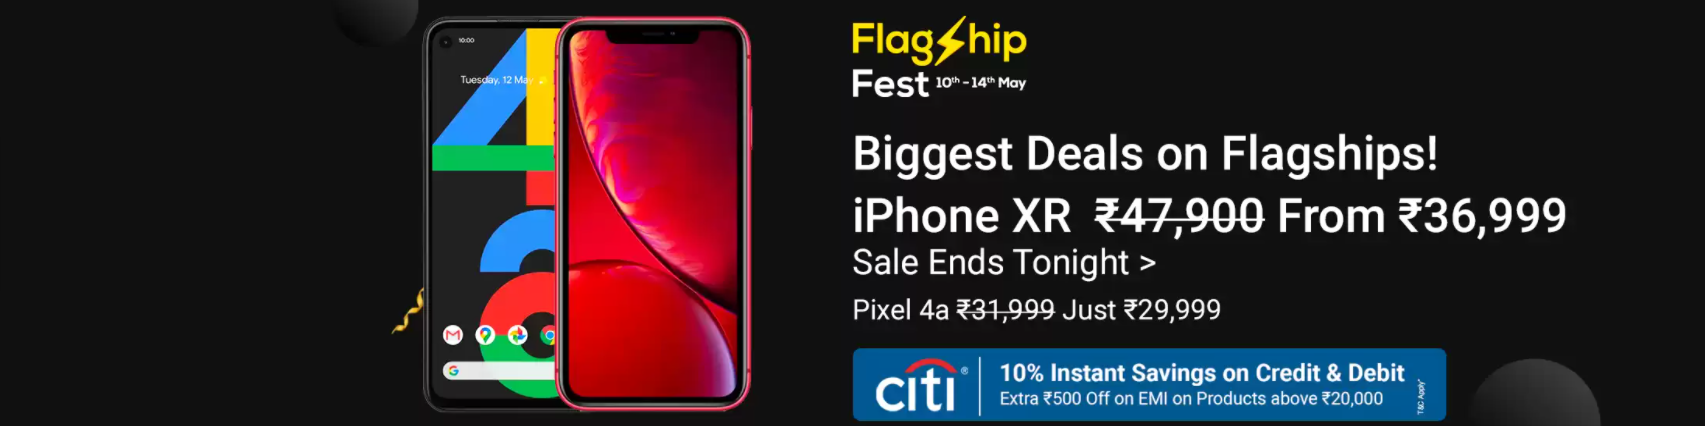 10:00
Tuesday, 12 May
Flagship
Fest 10th - 14th May
Biggest Deals on Flagships!
iPhone XR ₹47,900 From ₹36,999
Sale Ends Tonight >
Pixel 4a ₹31,999 Just ₹29,999
citi®
10% Instant Savings on Credit & Debit
Extra ₹500 Off on EMI on Products above ₹20,000
T&C Apply*